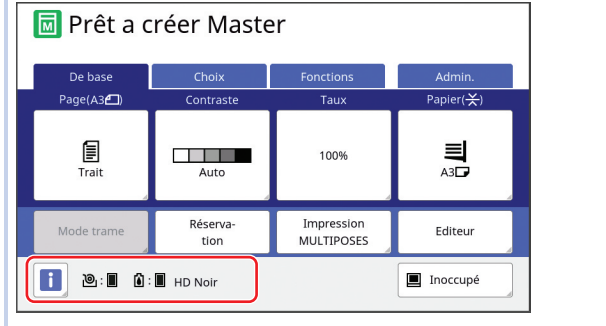 M Prêt a créer Master
De base Choix Fonctions Admin.
Page(A3) Contraste Taux Papier()
Trait Auto 100% A3
Mode trame Réserva-
tion Impression
MULTIPOSES Editeur
i : : HD Noir Inoccupé